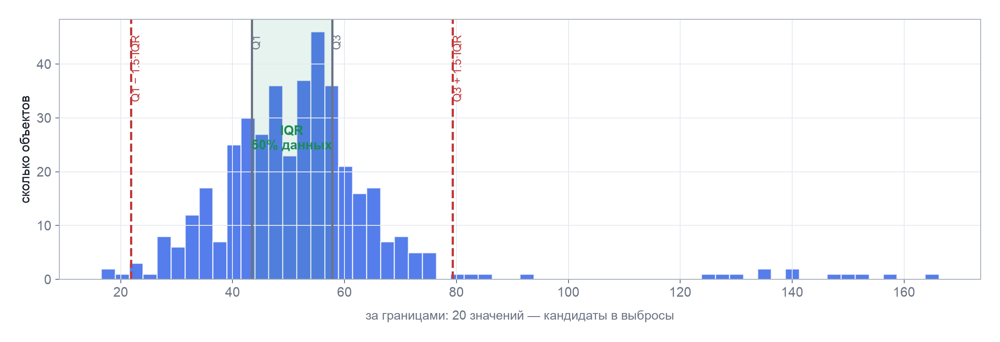 сколько объектов
40
30
20
10
0
Q1 − 1.5·IQR
Q1
Q3
Q3 + 1.5·IQR
IQR
50% данных
20
40
60
80
100
120
140
160
за границами: 20 значений — кандидаты в выбросы